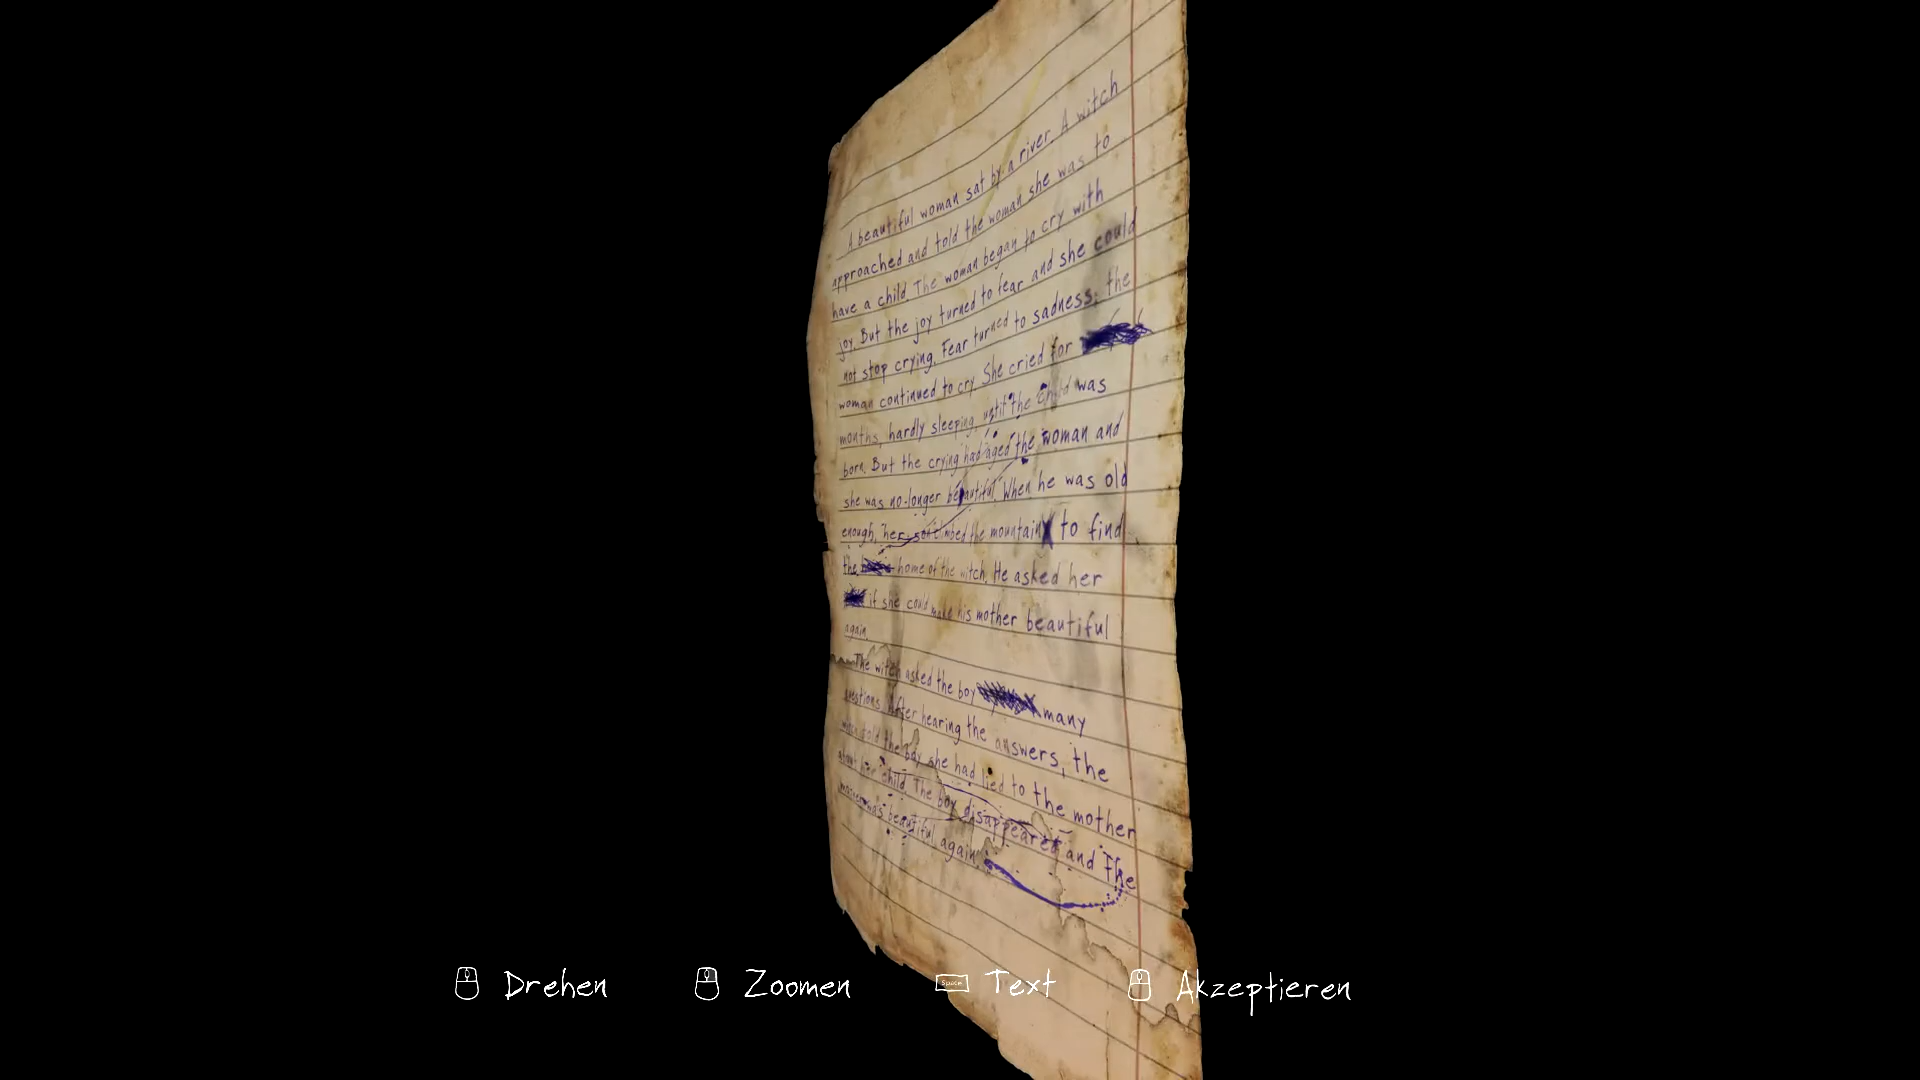 A beautiful woman sat by a river. A witch
approached and told the woman she was to
have a child. The woman began to cry with
joy. But the joy turned to fear and she could
not stop crying. Fear turned to sadness; the
woman continued to cry. She cried for
months, hardly sleeping, until the child was
born. But the crying had aged the woman and
she was no-longer beautiful. When he was old
enough, her son climbed the mountain to find
the home of the witch. He asked her
if she could make his mother beautiful
again.
The witch asked the boy many
questions. After hearing the answers, the
witch told the boy she had lied to the mother
about her child. The boy disappeared and The
was beautiful again.
Drehen
Zoomen
Space Text
Akzeptieren